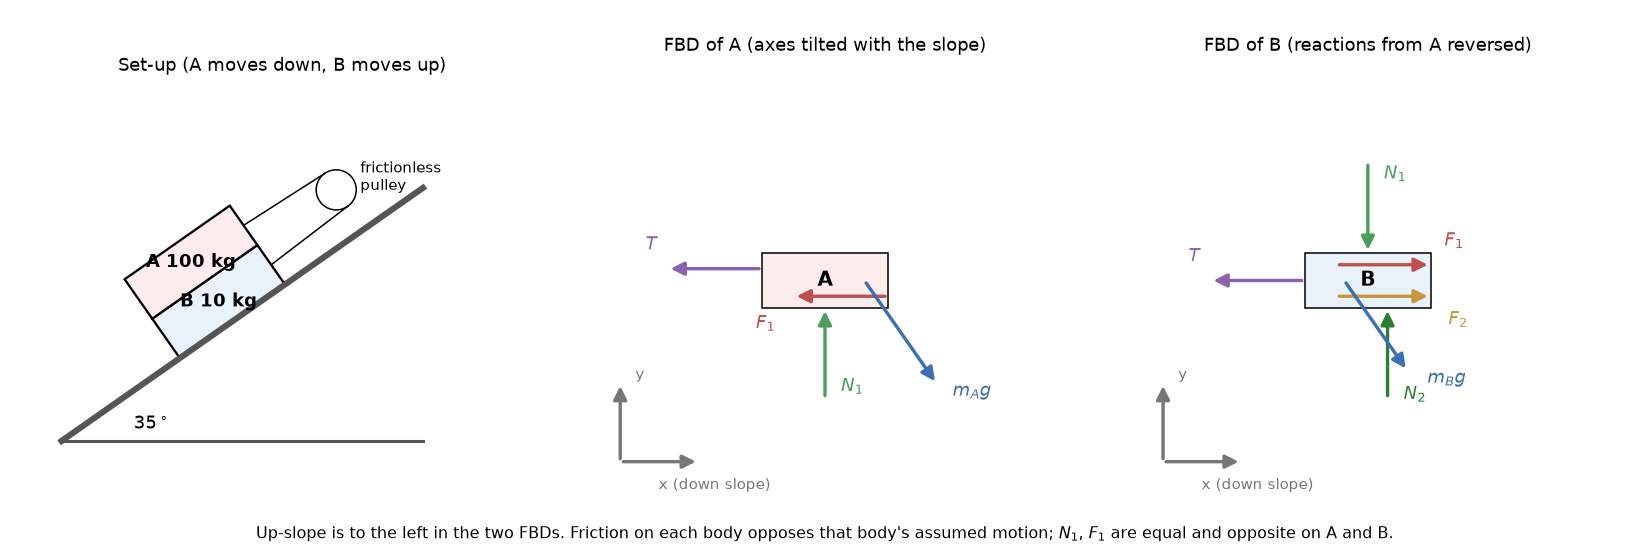 Set-up (A moves down, B moves up)
frictionless
pulley
A 100 kg
B 10 kg
35°
FBD of A (axes tilted with the slope)
T
A
F₁
N₁
m_Ag
y
x (down slope)
FBD of B (reactions from A reversed)
N₁
F₁
T
B
F₂
m_Bg
N₂
y
x (down slope)
Up-slope is to the left in the two FBDs. Friction on each body opposes that body's assumed motion; N₁, F₁ are equal and opposite on A and B.